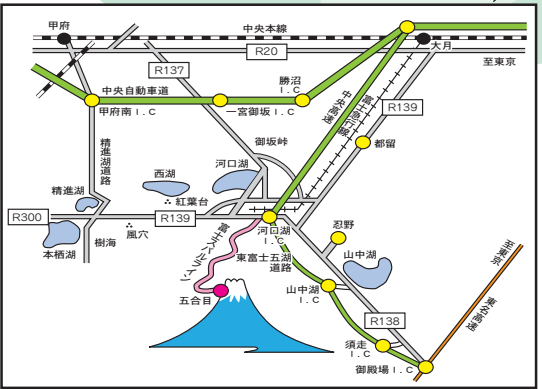 甲府
中央本線
R20
大月
至東京
R137
勝沼
I.C
中央自動車道
甲府南I.C
一宮御坂I.C
中央高速
富士急行線
R139
都留
御坂峠
精進湖道路
西湖
河口湖
精進湖
紅葉台
R300
R139
風穴
本栖湖
樹海
富士スバルライン
河口湖
I.C
忍野
東富士五湖
道路
山中湖
五合目
山中湖
I.C
至東京
東名高速
R138
須走
I.C
御殿場I.C